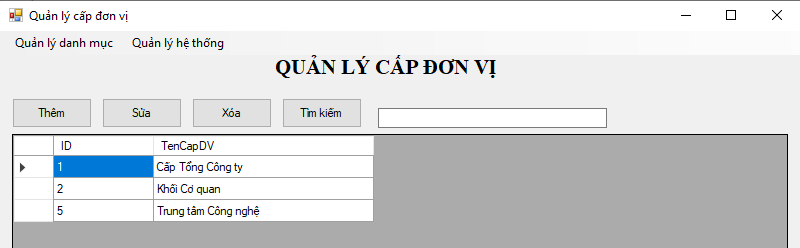 Quản lý cấp đơn vị
Quản lý danh mục Quản lý hệ thống
QUẢN LÝ CẤP ĐƠN VỊ
Thêm Sửa Xóa Tìm kiếm
ID TenCapDV
1 Cấp Tổng Công ty
2 Khối Cơ quan
5 Trung tâm Công nghệ